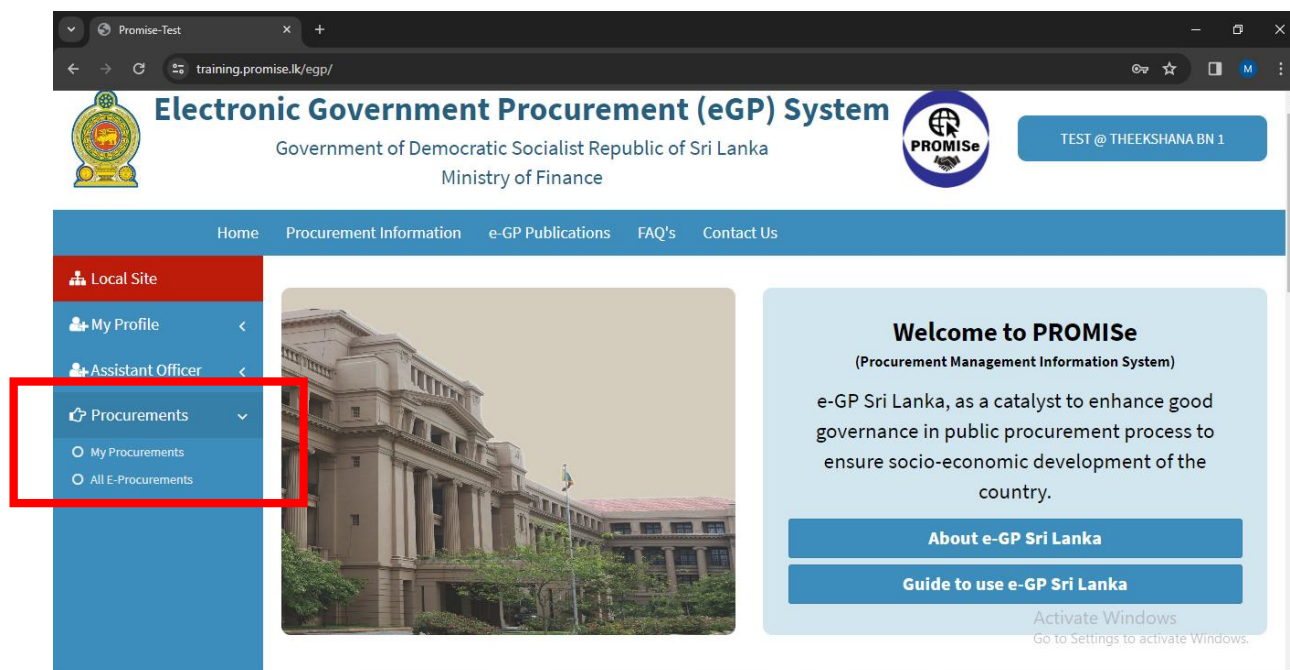 Promise-Test
training.promise.lk/egp/
M
Electronic Government Procurement (eGP) System
Government of Democratic Socialist Republic of Sri Lanka
Ministry of Finance
PROMISe
TEST @ THEEKSHANA BN 1
Home Procurement Information e-GP Publications FAQ's Contact Us
Local Site
My Profile
Assistant Officer
Procurements
My Procurements
All E-Procurements
Welcome to PROMISe
(Procurement Management Information System)
e-GP Sri Lanka, as a catalyst to enhance good
governance in public procurement process to
ensure socio-economic development of the
country.
About e-GP Sri Lanka
Guide to use e-GP Sri Lanka
Activate Windows
Go to Settings to activate Windows.